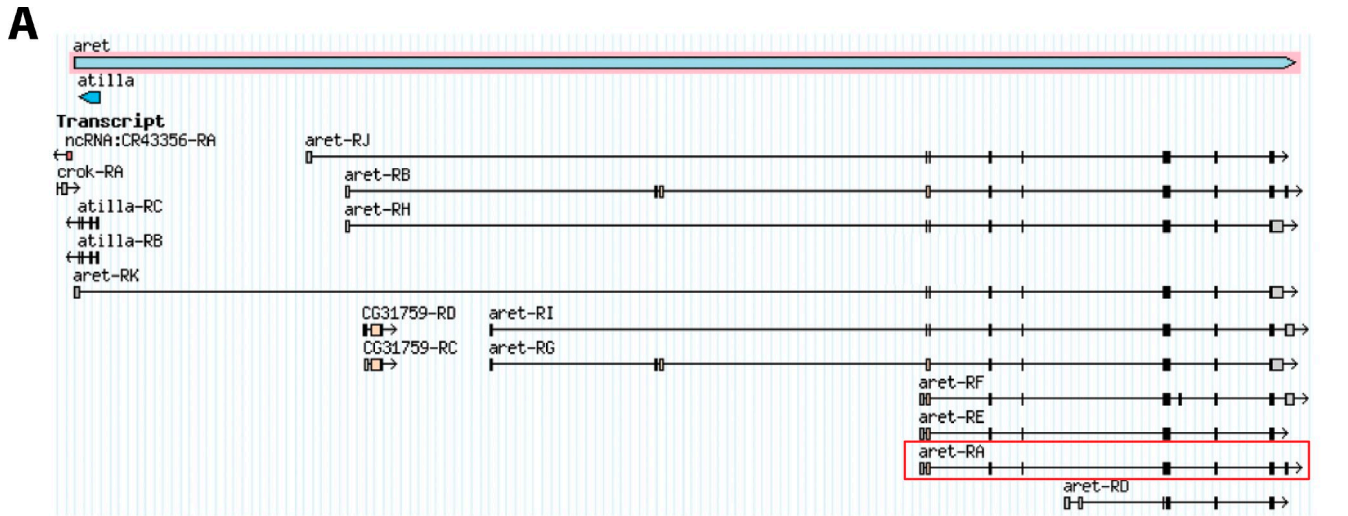 A
aret
atilla
Transcript
ncRNA:CR43356-RA
aret-RJ
crok-RA
aret-RB
atilla-RC
aret-RH
atilla-RB
aret-RK
CG31759-RD
aret-RI
CG31759-RC
aret-RG
aret-RF
aret-RE
aret-RA
aret-RD